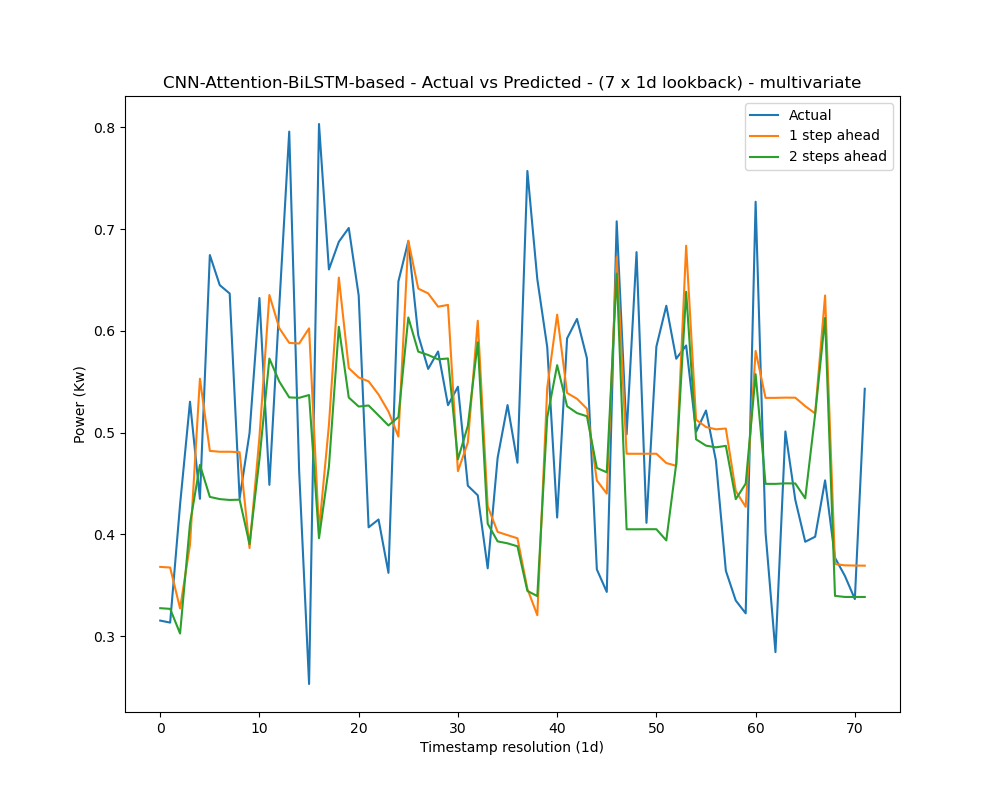 CNN-Attention-BiLSTM-based - Actual vs Predicted - (7 x 1d lookback) - multivariate
Actual
1 step ahead
2 steps ahead
0.8
0.7
0.6
0.5
0.4
0.3
Power (Kw)
0 10 20 30 40 50 60 70
Timestamp resolution (1d)